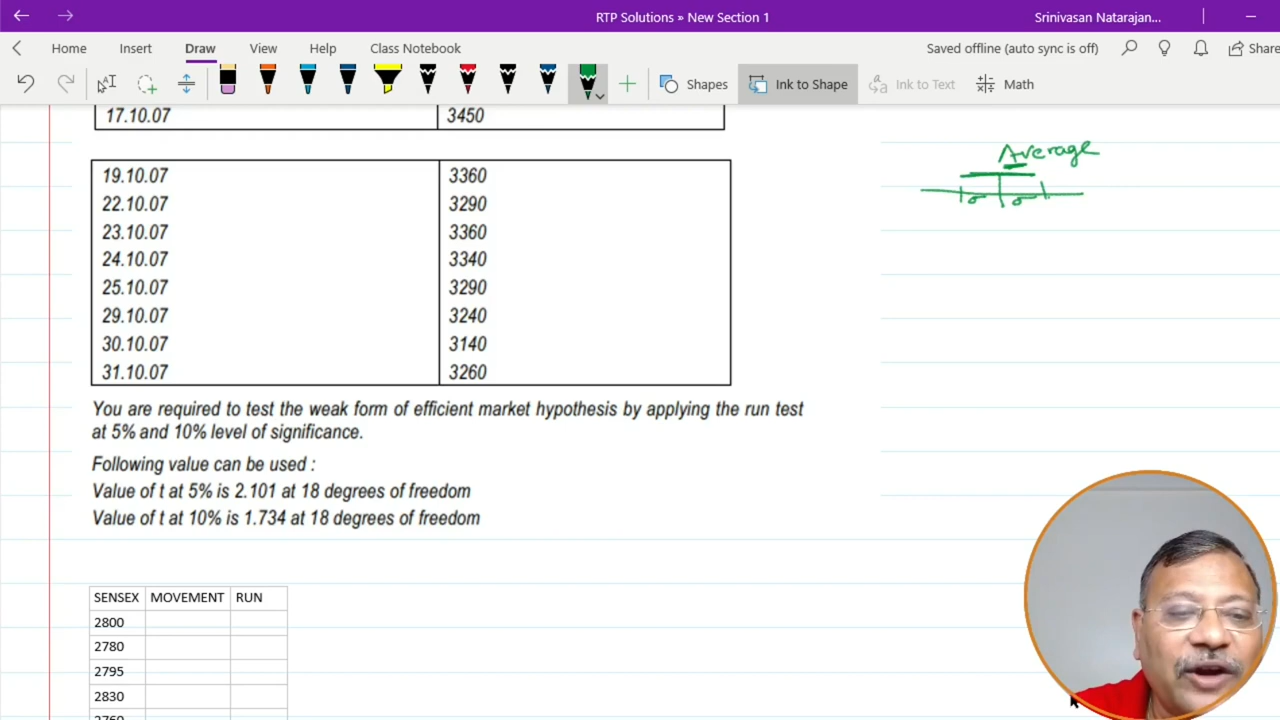 RTP Solutions » New Section 1
Srinivasan Natarajan...
Home Insert Draw View Help Class Notebook
Saved offline (auto sync is off)
Share
Shapes Ink to Shape Ink to Text Math
17.10.07 3450
Average
19.10.07 3360
22.10.07 3290
23.10.07 3360
24.10.07 3340
25.10.07 3290
29.10.07 3240
30.10.07 3140
31.10.07 3260
σ σ
You are required to test the weak form of efficient market hypothesis by applying the run test
at 5% and 10% level of significance.
Following value can be used :
Value of t at 5% is 2.101 at 18 degrees of freedom
Value of t at 10% is 1.734 at 18 degrees of freedom
SENSEX MOVEMENT RUN
2800
2780
2795
2830
2760